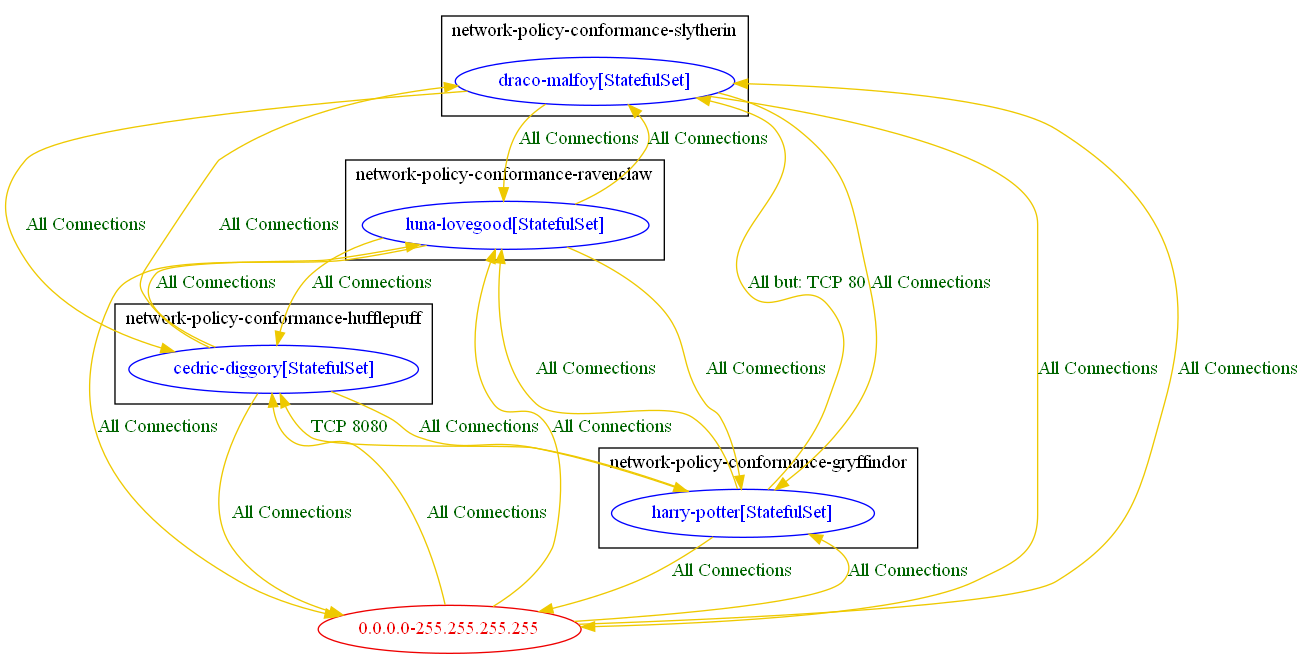 network-policy-conformance-slytherin
draco-malfoy[StatefulSet]
All Connections
All Connections
network-policy-conformance-ravenclaw
luna-lovegood[StatefulSet]
All Connections
All Connections
All Connections
All Connections
All but: TCP 80
All Connections
network-policy-conformance-hufflepuff
cedric-diggory[StatefulSet]
All Connections
All Connections
All Connections
All Connections
All Connections
TCP 8080
All Connections
All Connections
network-policy-conformance-gryffindor
harry-potter[StatefulSet]
All Connections
All Connections
All Connections
All Connections
0.0.0.0-255.255.255.255